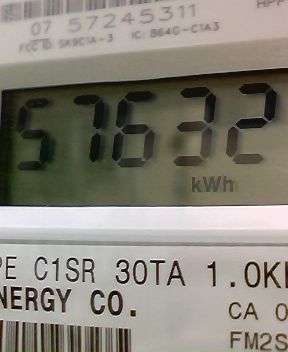 07 57245311
FCC ID: SK9C1A-3 IC: 864G-C1A3
57632
kWh
PE C1SR 30TA 1.0K
NERGY CO.
CA 0
FM2S